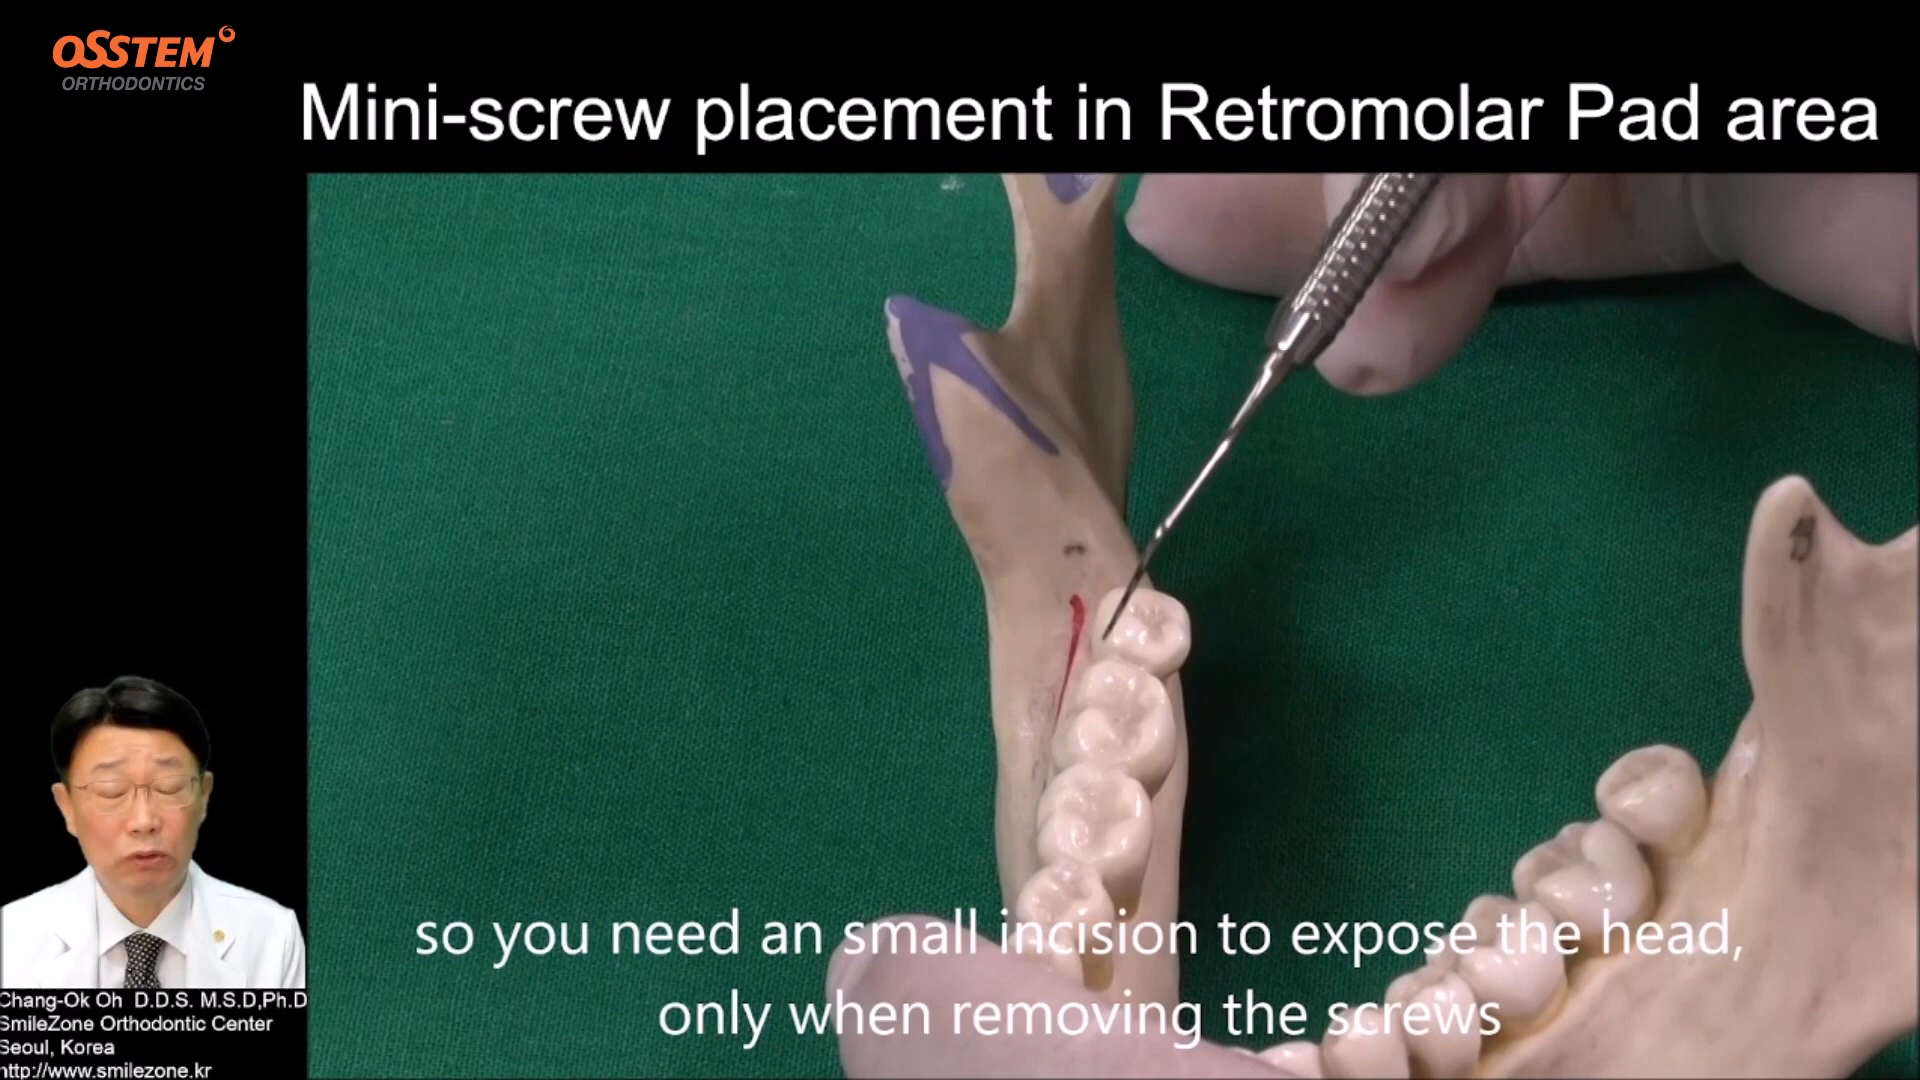 OSSTEM
ORTHODONTICS
Mini-screw placement in Retromolar Pad area
so you need an small incision to expose the head,
only when removing the screws
Chang-Ok Oh D.D.S. M.S.D,Ph.D
SmileZone Orthodontic Center
Seoul, Korea
http://www.smilezone.kr